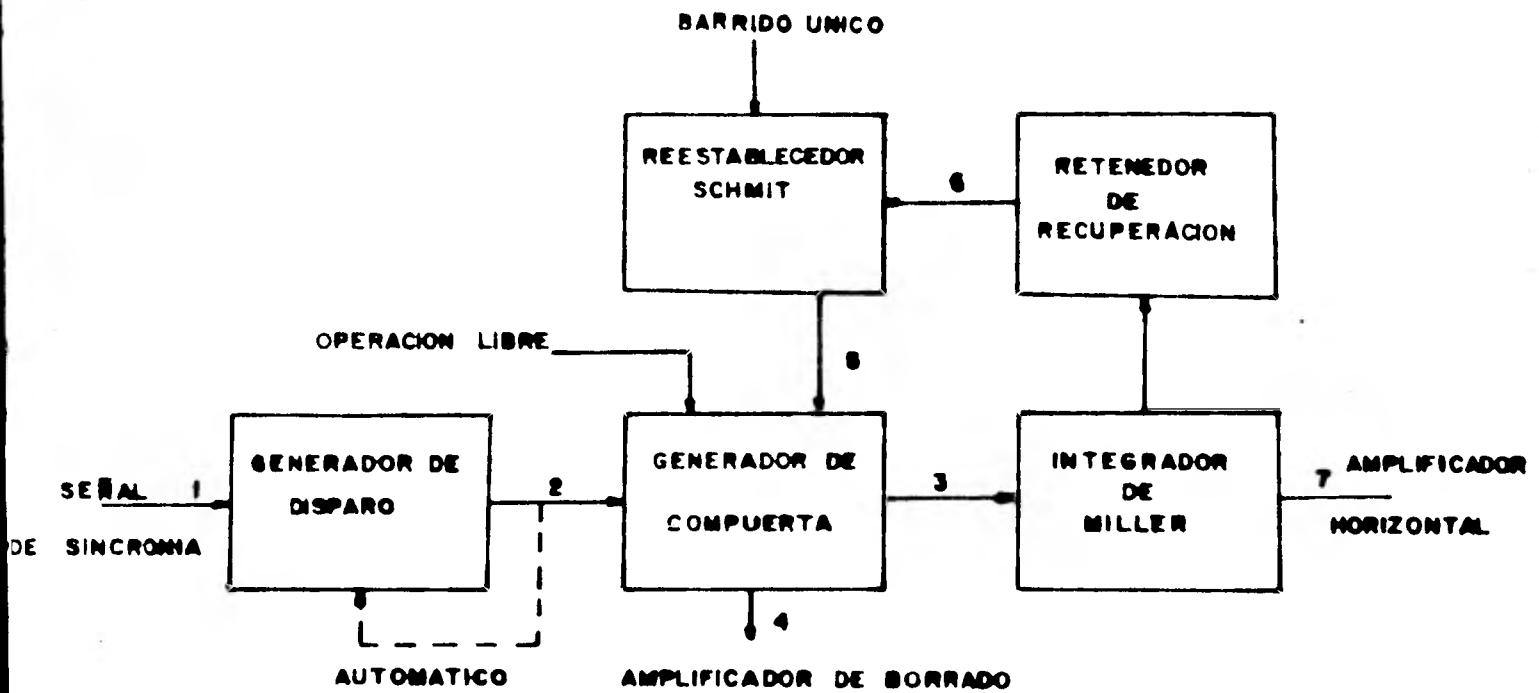 BARRIDO UNICO
REESTABLECEDOR
SCHMIT
6
RETENEDOR
DE
RECUPERACION
OPERACION LIBRE
5
SEÑAL 1
DE SINCRONIA
GENERADOR DE
DISPARO
2
GENERADOR DE
COMPUERTA
3
INTEGRADOR
DE
MILLER
7 AMPLIFICADOR
HORIZONTAL
4
AUTOMATICO
AMPLIFICADOR DE BORRADO